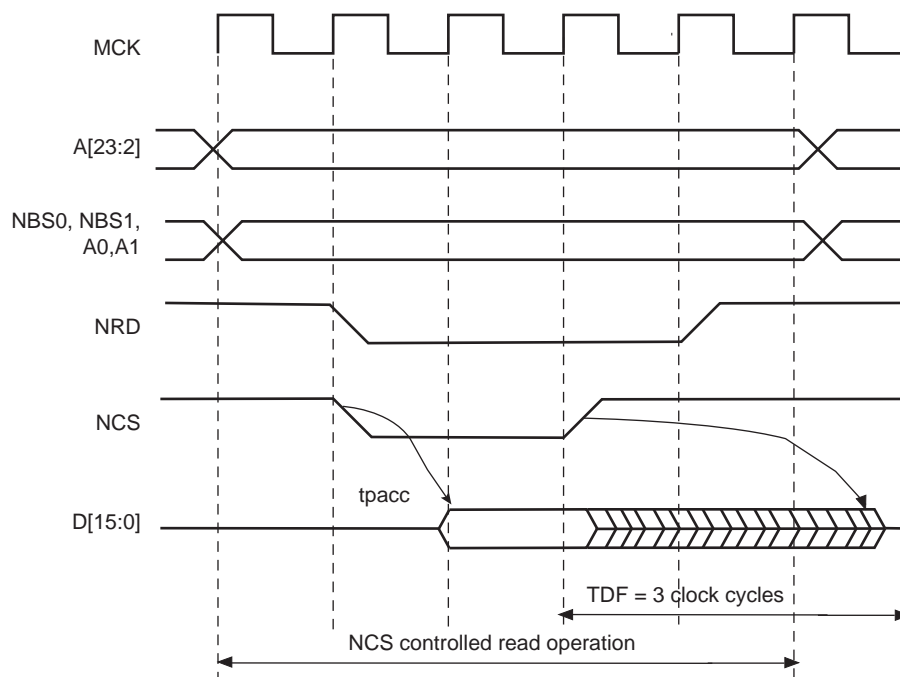 MCK
A[23:2]
NBS0, NBS1,
A0,A1
NRD
NCS
tpacc
D[15:0]
TDF = 3 clock cycles
NCS controlled read operation